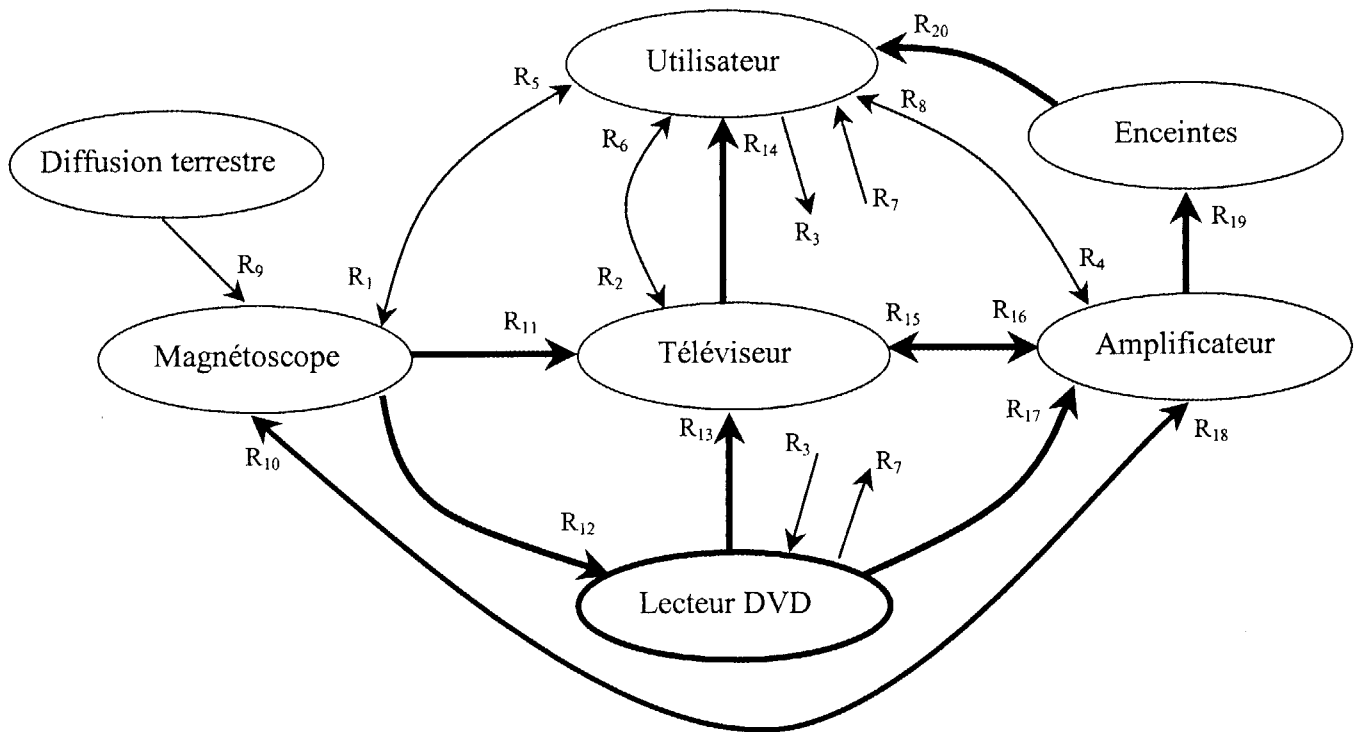 R20
Utilisateur
R5
R8
Enceintes
R6
R14
Diffusion terrestre
R7
R3
R19
R9
R1
R2
R4
R11
R15
R16
Magnétoscope
Téléviseur
Amplificateur
R13
R17
R18
R3
R7
R10
R12
Lecteur DVD